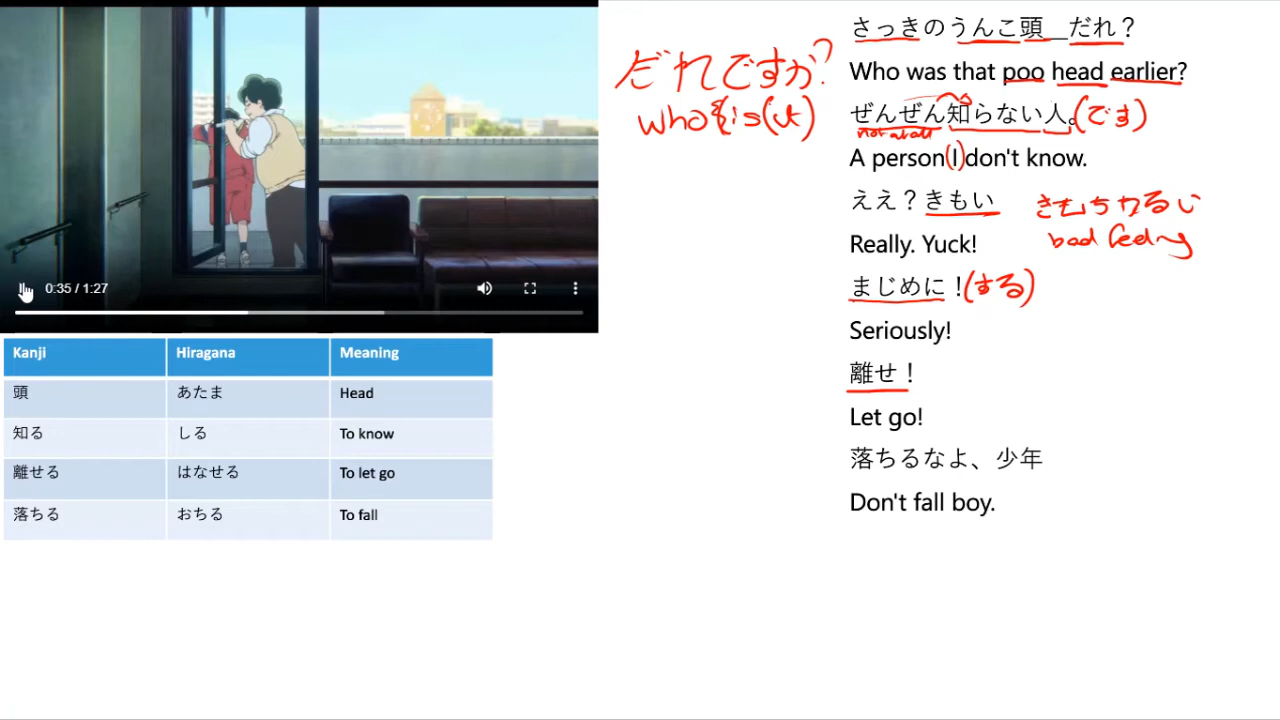 0:35 / 1:27
Kanji Hiragana Meaning
頭 あたま Head
知る しる To know
離せる はなせる To let go
落ちる おちる To fall
だれですか?
who is (it)
さっきのうんこ頭__だれ？
Who was that poo head earlier?
ぜんぜん知らない人。(です)
not at all
A person (I) don't know.
ええ？きもい
きもちわるい
Really. Yuck!
bad feeling
まじめに！(する)
Seriously!
離せ！
Let go!
落ちるなよ、少年
Don't fall boy.